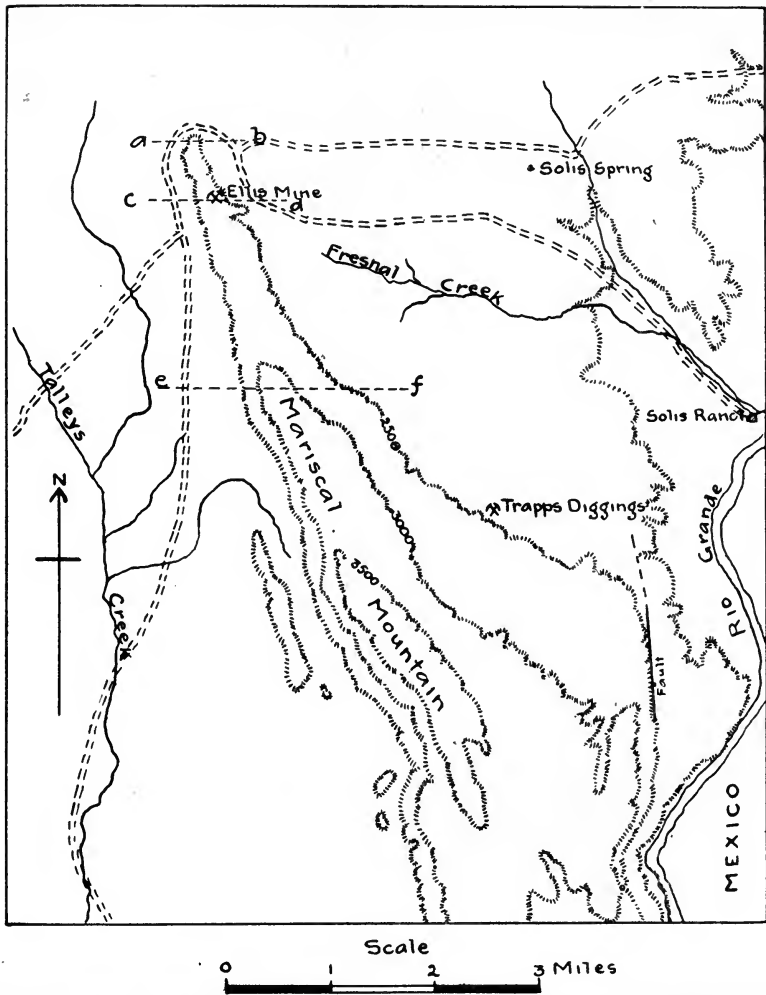 a
b
Solis Spring
c
Ellis Mine
d
Fresnal
Creek
Talleys
e
f
Solis Ranch
2500
Mariscal
N
Trapps Diggings
3000
Rio Grande
3500
Creek
Mountain
Fault
MEXICO
Scale
0 1 2 3 Miles